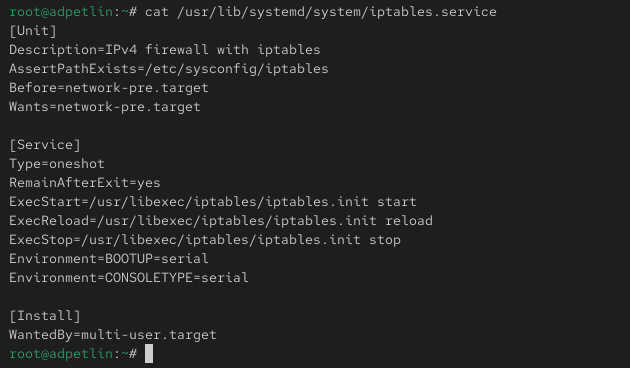 root@adpetlin:~# cat /usr/lib/systemd/system/iptables.service
[Unit]
Description=IPv4 firewall with iptables
AssertPathExists=/etc/sysconfig/iptables
Before=network-pre.target
Wants=network-pre.target

[Service]
Type=oneshot
RemainAfterExit=yes
ExecStart=/usr/libexec/iptables/iptables.init start
ExecReload=/usr/libexec/iptables/iptables.init reload
ExecStop=/usr/libexec/iptables/iptables.init stop
Environment=BOOTUP=serial
Environment=CONSOLETYPE=serial

[Install]
WantedBy=multi-user.target
root@adpetlin:~#